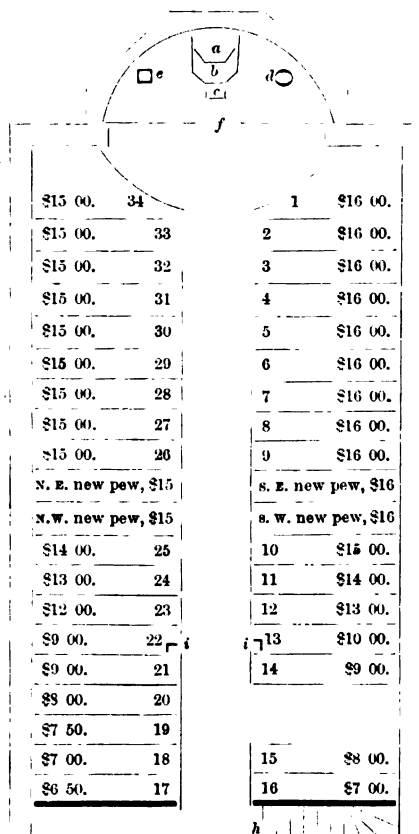 a
e b d
c
f
$15 00. 34 1 $16 00.
$15 00. 33 2 $16 00.
$15 00. 32 3 $16 00.
$15 00. 31 4 $16 00.
$15 00. 30 5 $16 00.
$15 00. 29 6 $16 00.
$15 00. 28 7 $16 00.
$15 00. 27 8 $16 00.
$15 00. 26 9 $16 00.
N. E. new pew, $15 S. E. new pew, $16
N.W. new pew, $15 S. W. new pew, $16
$14 00. 25 10 $15 00.
$13 00. 24 11 $14 00.
$12 00. 23 12 $13 00.
$9 00. 22 i i 13 $10 00.
$9 00. 21 14 $9 00.
$8 00. 20
$7 50. 19
$7 00. 18 15 $8 00.
$6 50. 17 16 $7 00.
h